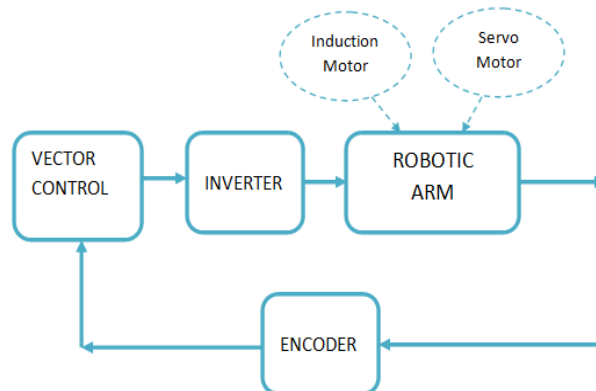 Induction
Motor
Servo
Motor
VECTOR
CONTROL
INVERTER
ROBOTIC
ARM
ENCODER